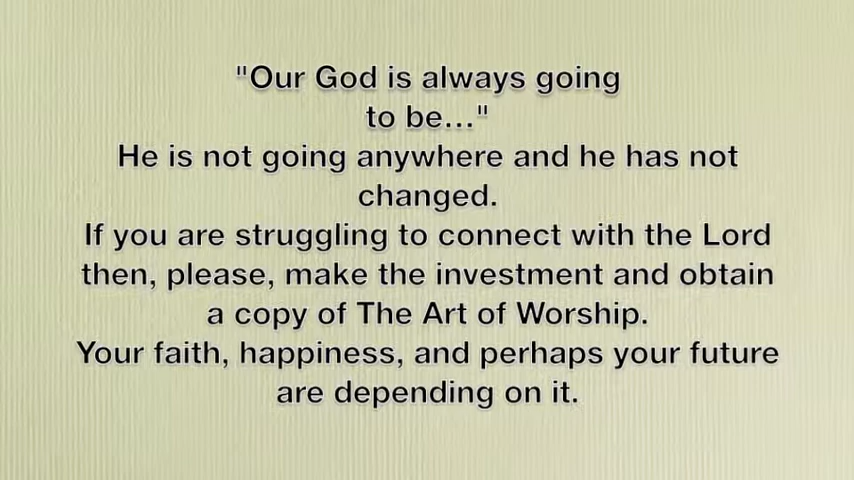 "Our God is always going
to be..."
He is not going anywhere and he has not
changed.
If you are struggling to connect with the Lord
then, please, make the investment and obtain
a copy of The Art of Worship.
Your faith, happiness, and perhaps your future
are depending on it.